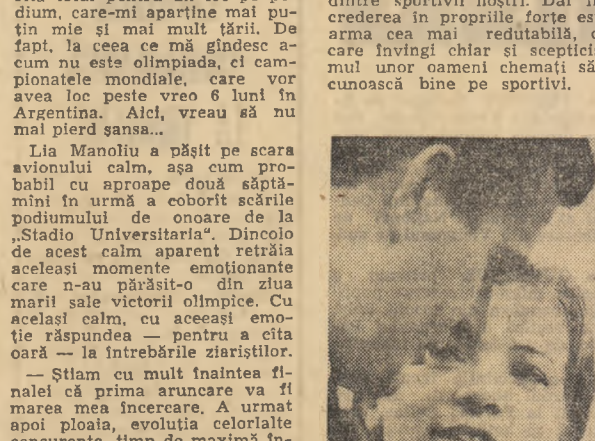 dium, care-mi aparține mai pu-
țin mie și mai mult țării. De
fapt, la ceea ce mă gîndesc a-
cum nu este olimpiada, ci cam-
pionatele mondiale, care vor
avea loc peste vreo 6 luni în
Argentina. Aici, vreau să nu
mai pierd șansa...
Lia Manoliu a pășit pe scara
avionului calm, așa cum pro-
babil cu aproape două săptă-
mîni în urmă a coborît scările
podiumului de onoare de la
„Stadio Universitaria“. Dincolo
de acest calm aparent retrăia
aceleași momente emoționante
care n-au părăsit-o din ziua
marii sale victorii olimpice. Cu
același calm, cu aceeași emo-
ție răspundea — pentru a cîta
oară — la întrebările ziariștilor.
— Știam cu mult înaintea fi-
nalei că prima aruncare va fi
marea mea încercare. A urmat
apoi ploaia, evoluția celorlalte
concurente, timp de maximă în-
dintre sportivii noștri. Dar
crederea în propriile forțe
arma cea mai redutabilă,
care învingi chiar și
mul unor oameni chemați să
cunoască bine pe sportivi.